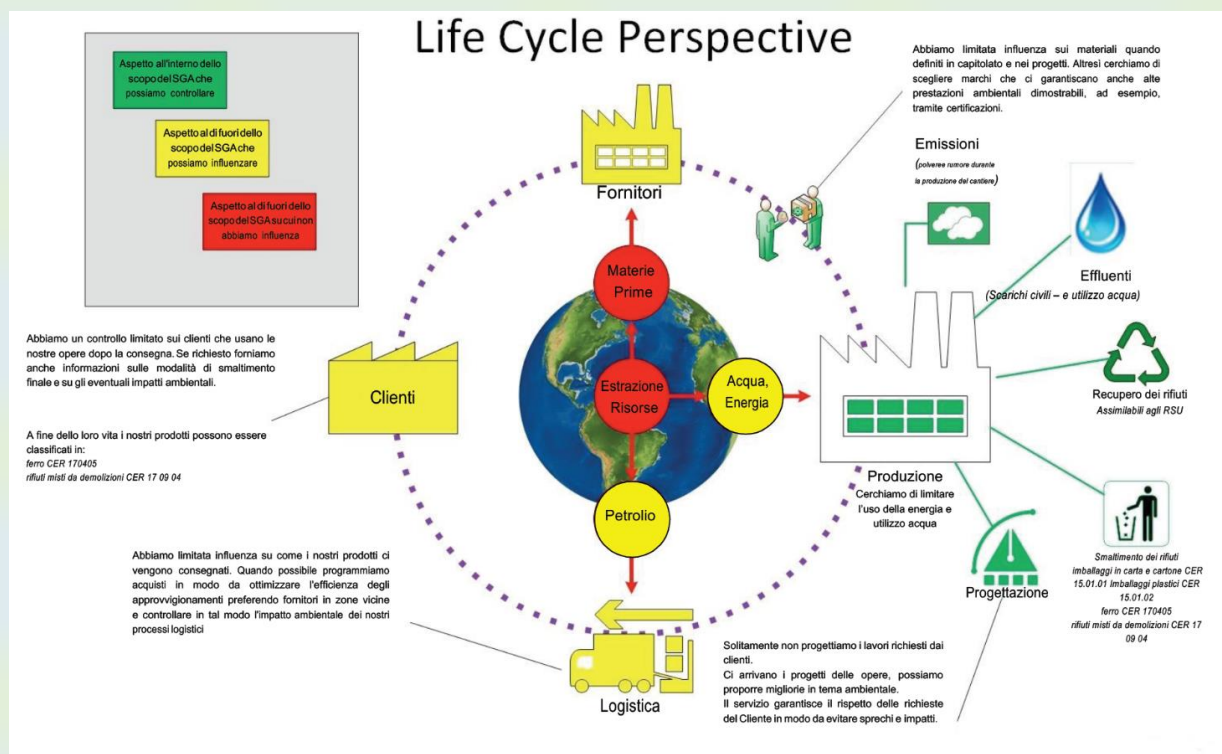 Life Cycle Perspective
Aspetto all'interno dello
scopo del SGA che
possiamo controllare
Aspetto al di fuori dello
scopo del SGA che
possiamo influenzare
Aspetto al di fuori dello
scopo del SGA su cui non
abbiamo influenza
Abbiamo limitata influenza sui materiali quando
definiti in capitolato e nei progetti. Altresì cerchiamo di
scegliere marchi che ci garantiscano anche alte
prestazioni ambientali dimostrabili, ad esempio,
tramite certificazioni.
Fornitori
Emissioni
(polveree rumore durante
la produzione del cantiere)
Effluenti
(Scarichi civili – e utilizzo acqua)
Materie
Prime
Abbiamo un controllo limitato sui clienti che usano le
nostre opere dopo la consegna. Se richiesto forniamo
anche informazioni sulle modalità di smaltimento
finale e su gli eventuali impatti ambientali.
A fine dello loro vita i nostri prodotti possono essere
classificati in:
ferro CER 170405
rifiuti misti da demolizioni CER 17 09 04
Clienti
Estrazione
Risorse
Acqua,
Energia
Recupero dei rifiuti
Assimilabili agli RSU
Produzione
Cerchiamo di limitare
l'uso della energia e
utilizzo acqua
Petrolio
Abbiamo limitata influenza su come i nostri prodotti ci
vengono consegnati. Quando possibile programmiamo
acquisti in modo da ottimizzare l'efficienza degli
approvvigionamenti preferendo fornitori in zone vicine
e controllare in tal modo l'impatto ambientale dei nostri
processi logistici
Logistica
Progettazione
Smaltimento dei rifiuti
imballaggi in carta e cartone CER
15.01.01 Imballaggi plastici CER
15.01.02
ferro CER 170405
rifiuti misti da demolizioni CER 17
09 04
Solitamente non progettiamo i lavori richiesti dai
clienti.
Ci arrivano i progetti delle opere, possiamo
proporre migliorie in tema ambientale.
Il servizio garantisce il rispetto delle richieste
del Cliente in modo da evitare sprechi e impatti.